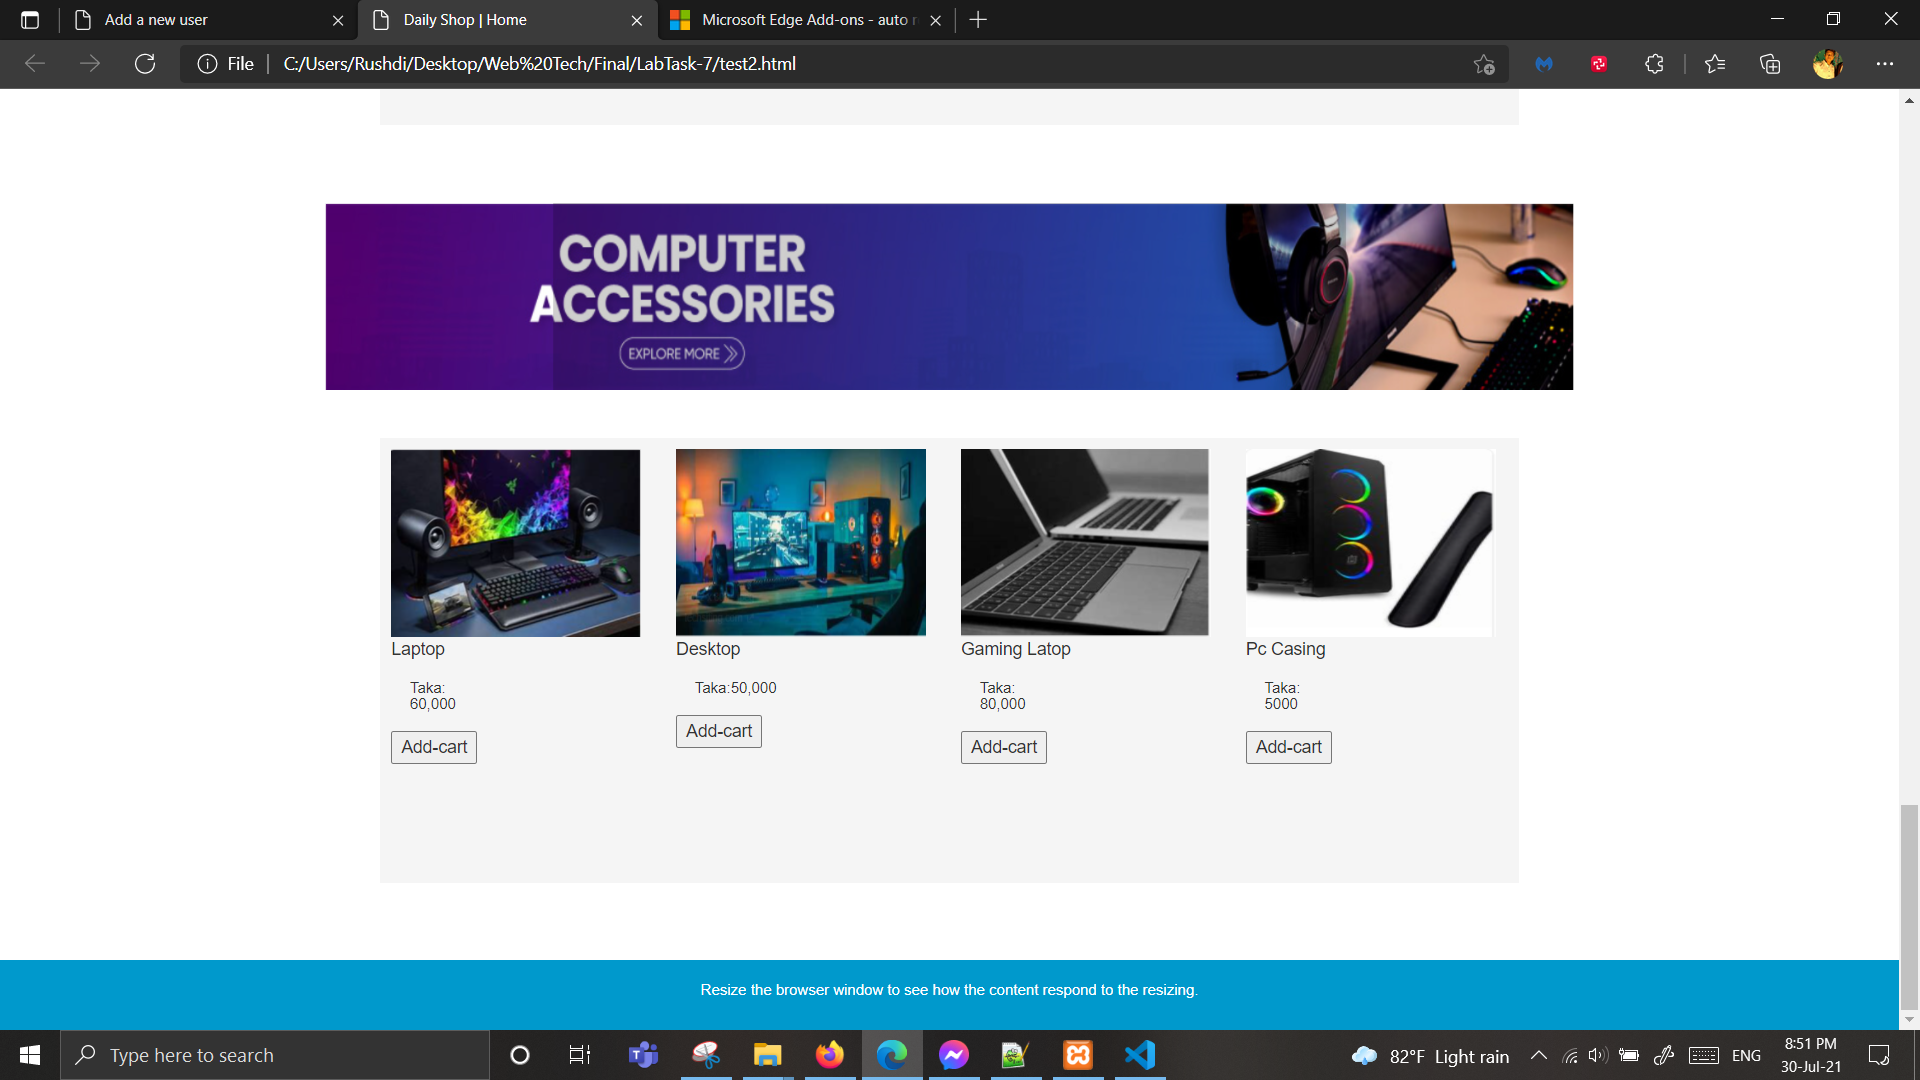 Add a new user
Daily Shop | Home
Microsoft Edge Add-ons - auto r
File
C:/Users/Rushdi/Desktop/Web%20Tech/Final/LabTask-7/test2.html
COMPUTER
ACCESSORIES
EXPLORE MORE
Laptop
Taka:
60,000
Add-cart
Desktop
Taka:50,000
Add-cart
Gaming Latop
Taka:
80,000
Add-cart
Pc Casing
Taka:
5000
Add-cart
Resize the browser window to see how the content respond to the resizing.
Type here to search
82°F Light rain
ENG
8:51 PM
30-Jul-21